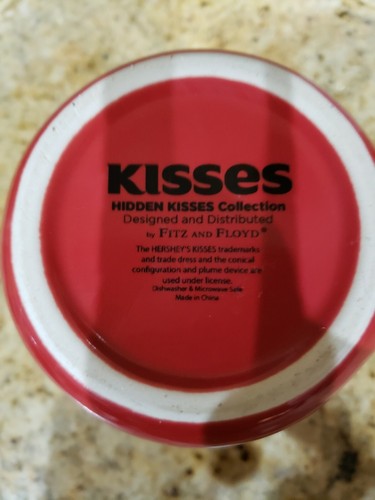 KISSES
HIDDEN KISSES Collection
Designed and Distributed
by FITZ AND FLOYD®
The HERSHEY'S KISSES trademarks
and trade dress and the conical
configuration and plume device are
used under license.
Dishwasher & Microwave Safe
Made in China